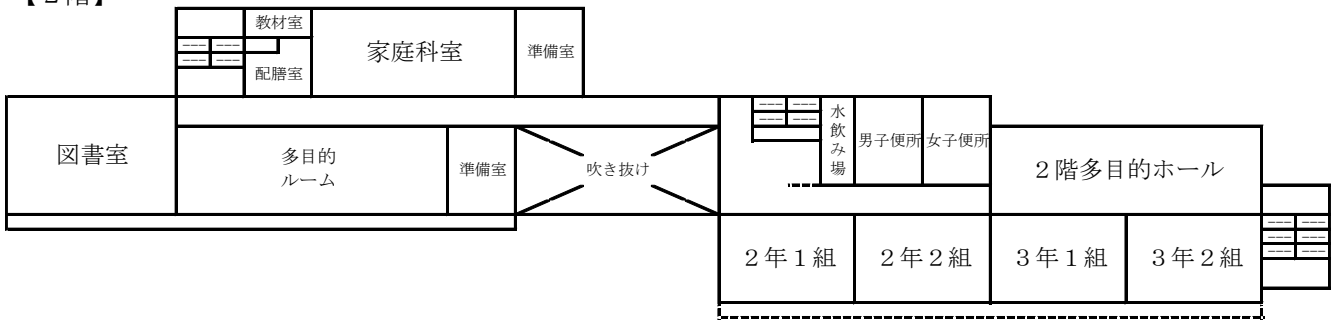 【２階】
教材室
家庭科室
準備室
配膳室
水飲み場
男子便所
女子便所
図書室
多目的
ルーム
準備室
吹き抜け
２階多目的ホール
２年１組
２年２組
３年１組
３年２組